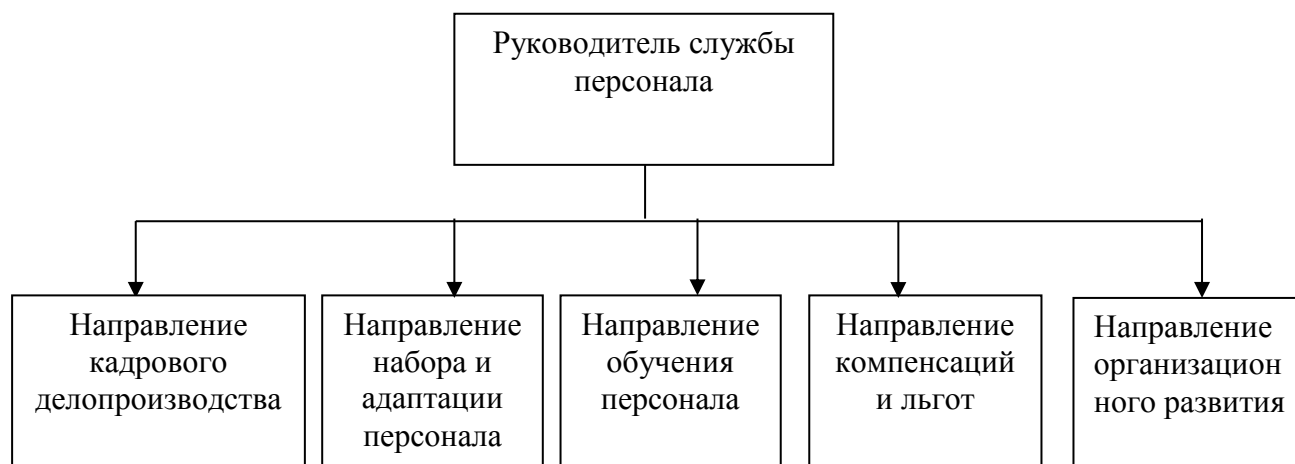 Руководитель службы
персонала
Направление
кадрового
делопроизводства
Направление
набора и
адаптации
персонала
Направление
обучения
персонала
Направление
компенсаций
и льгот
Направление
организацион
ного развития